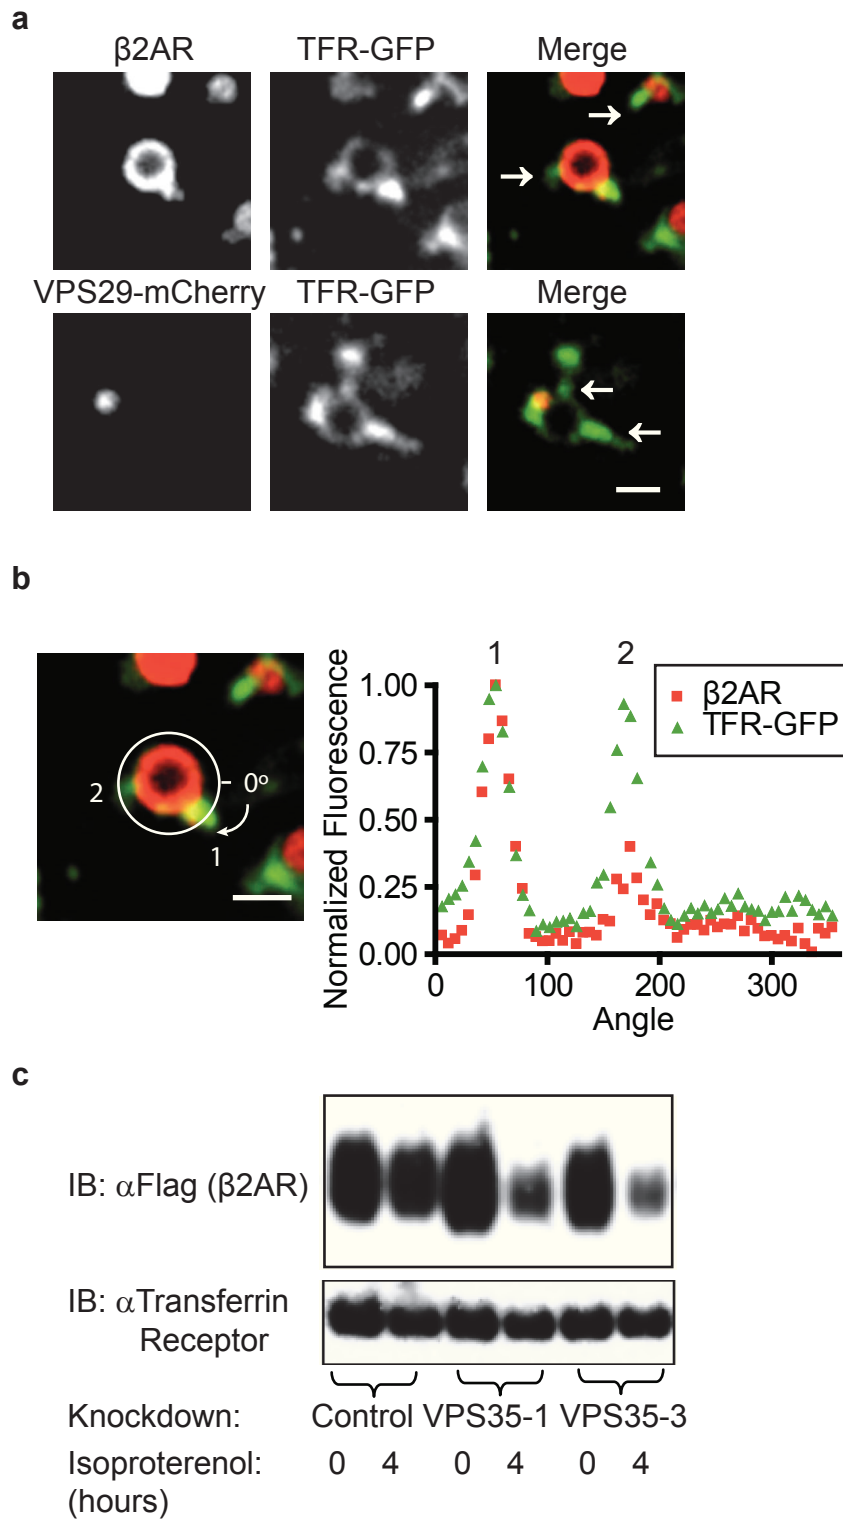 a
β2AR TFR-GFP Merge
VPS29-mCherry TFR-GFP Merge
b
2
0º
1
Normalized Fluorescence
1.00
0.75
0.50
0.25
0.00
1 2
β2AR
TFR-GFP
0 100 200 300
Angle
c
IB: αFlag (β2AR)
IB: αTransferrin
Receptor
Knockdown: Control VPS35-1 VPS35-3
Isoproterenol: 0 4 0 4 0 4
(hours)